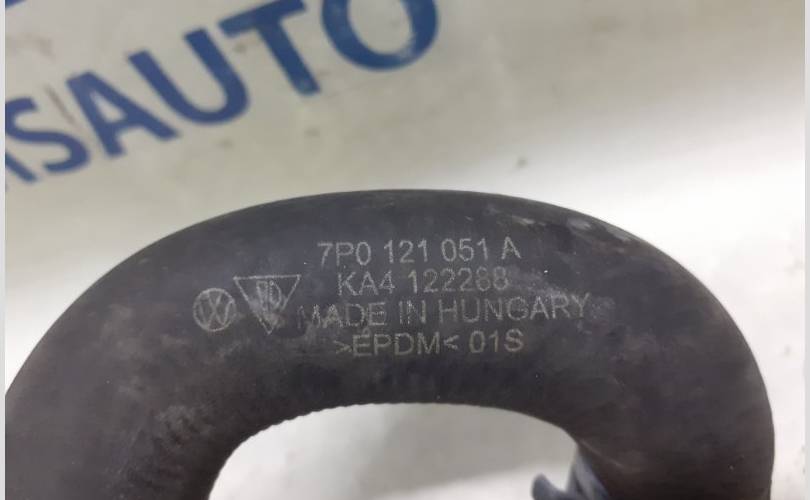 SAUTO
7P0 121 051 A
KA4 122288
MADE IN HUNGARY
>EPDM< 01S